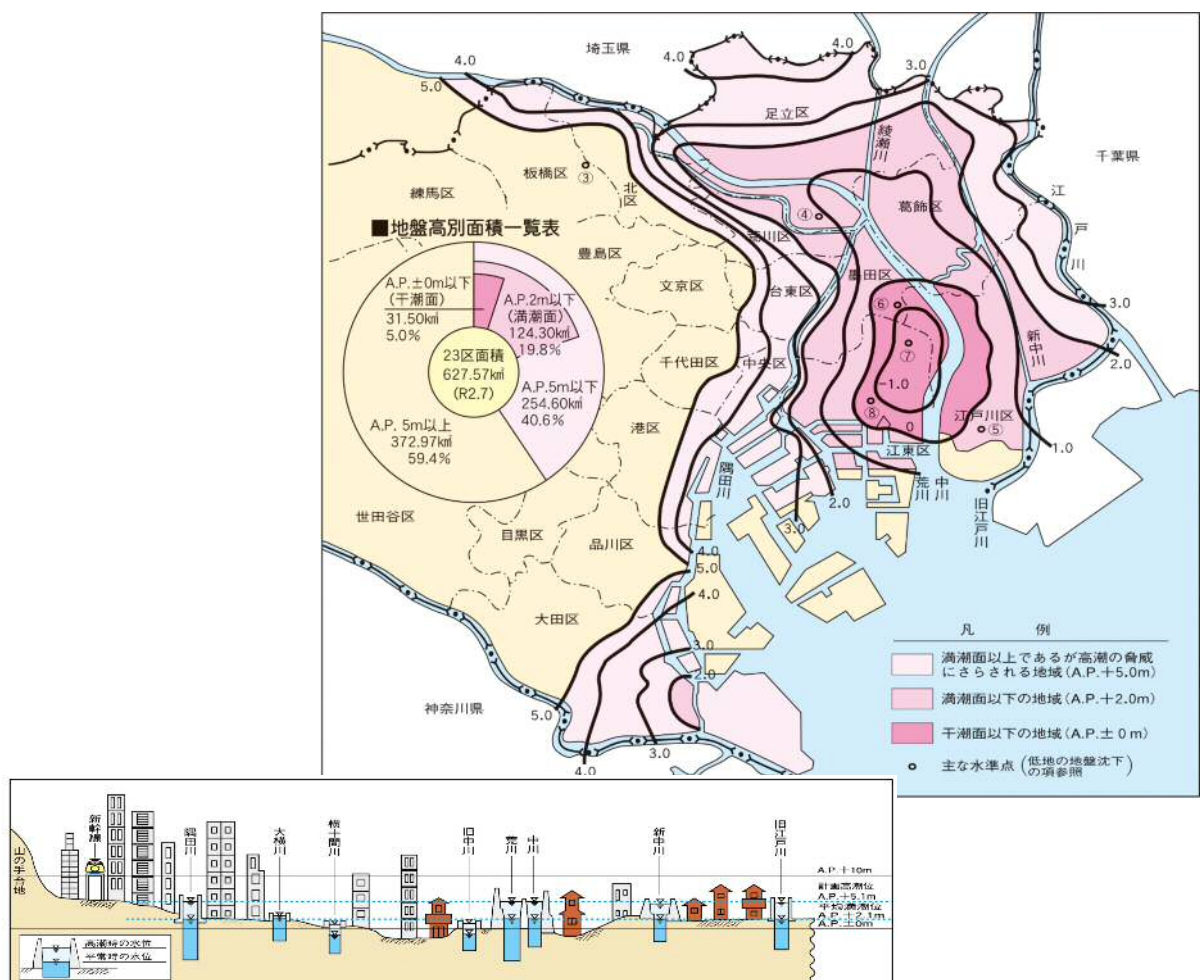 埼玉県
4.0
4.0
4.0
5.0
3.0
足立区
綾瀬川
千葉県
板橋区
③
北区
練馬区
江戸川
葛飾区
④
荒川区
■地盤高別面積一覧表
豊島区
墨田区
A.P.±0m以下
(干潮面)
31.50k㎡
5.0%
A.P.2m以下
(満潮面)
124.30k㎡
19.8%
文京区
台東区
⑥
3.0
新中川
23区面積
627.57k㎡
(R2.7)
千代田区
中央区
⑦
2.0
A.P.5m以下
254.60k㎡
40.6%
-1.0
A.P. 5m以上
372.97k㎡
59.4%
港区
⑧
0
江戸川区
⑤
江東区
1.0
隅田川
荒川
中川
旧江戸川
2.0
3.0
世田谷区
目黒区
品川区
4.0
5.0
4.0
大田区
3.0
2.0
神奈川県
5.0
4.0
3.0
凡 例
満潮面以上であるが高潮の脅威
にさらされる地域(A.P.+5.0m)
満潮面以下の地域(A.P.+2.0m)
干潮面以下の地域(A.P.±0m)
主な水準点(低地の地盤沈下
の項参照)
山の手台地
新幹線
隅田川
大横川
横十間川
旧中川
荒川
中川
新中川
旧江戸川
A.P.+10m
計画高潮位
A.P.+5.1m
平均満潮位
A.P.+2.1m
A.P.±0m
高潮時の水位
平常時の水位